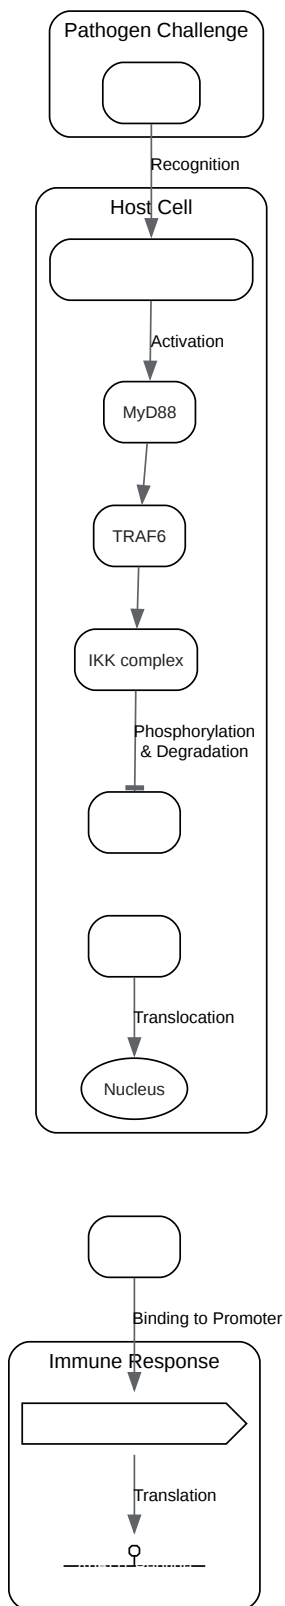 Pathogen Challenge
Recognition
Host Cell
Activation
MyD88
TRAF6
IKK complex
Phosphorylation
& Degradation
Translocation
Nucleus
Binding to Promoter
Immune Response
Translation